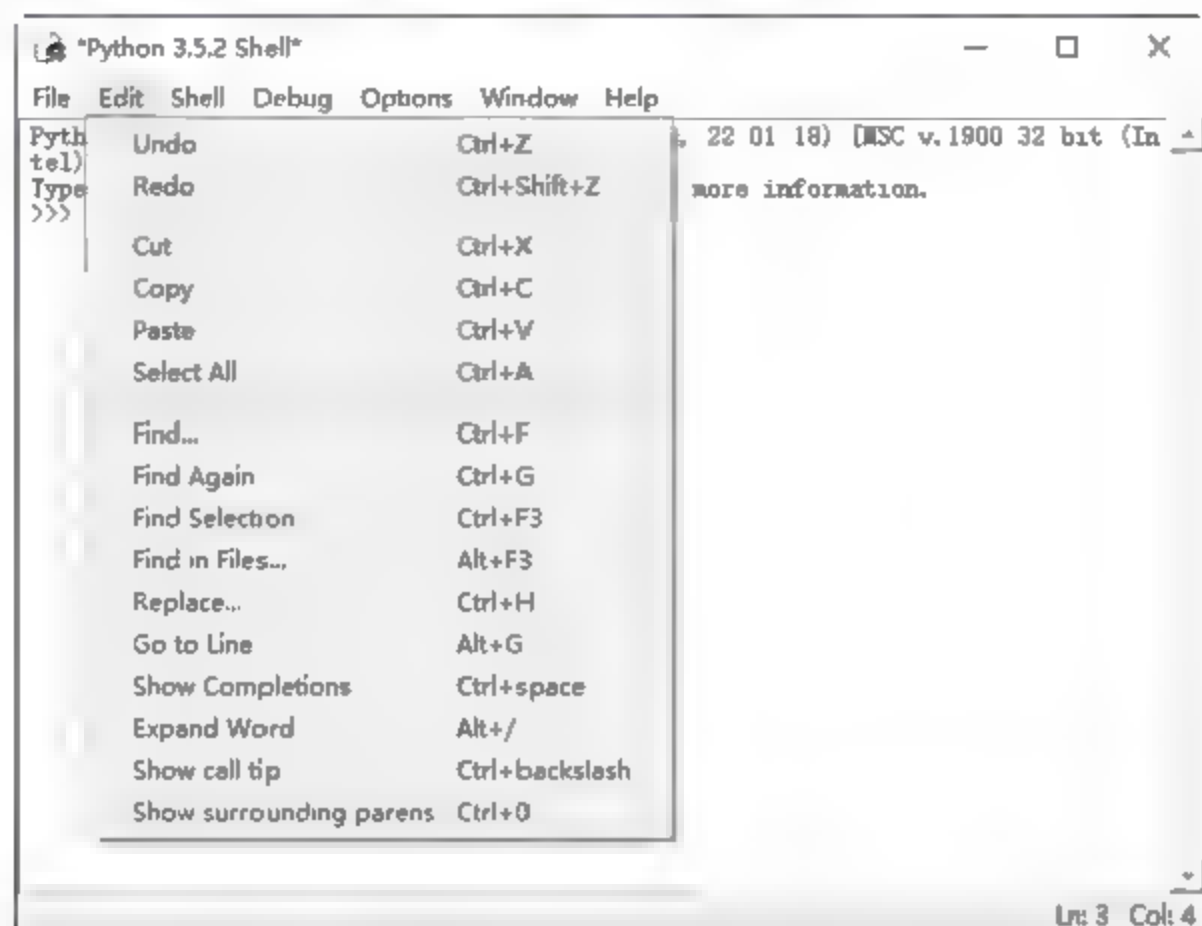 *Python 3.5.2 Shell*
File Edit Shell Debug Options Window Help
Pyth , 22 01 18) [MSC v.1900 32 bit (In
tel)
Type more information.
>>>
Undo Ctrl+Z
Redo Ctrl+Shift+Z
Cut Ctrl+X
Copy Ctrl+C
Paste Ctrl+V
Select All Ctrl+A
Find... Ctrl+F
Find Again Ctrl+G
Find Selection Ctrl+F3
Find in Files... Alt+F3
Replace... Ctrl+H
Go to Line Alt+G
Show Completions Ctrl+space
Expand Word Alt+/
Show call tip Ctrl+backslash
Show surrounding parens Ctrl+0
Ln: 3 Col: 4